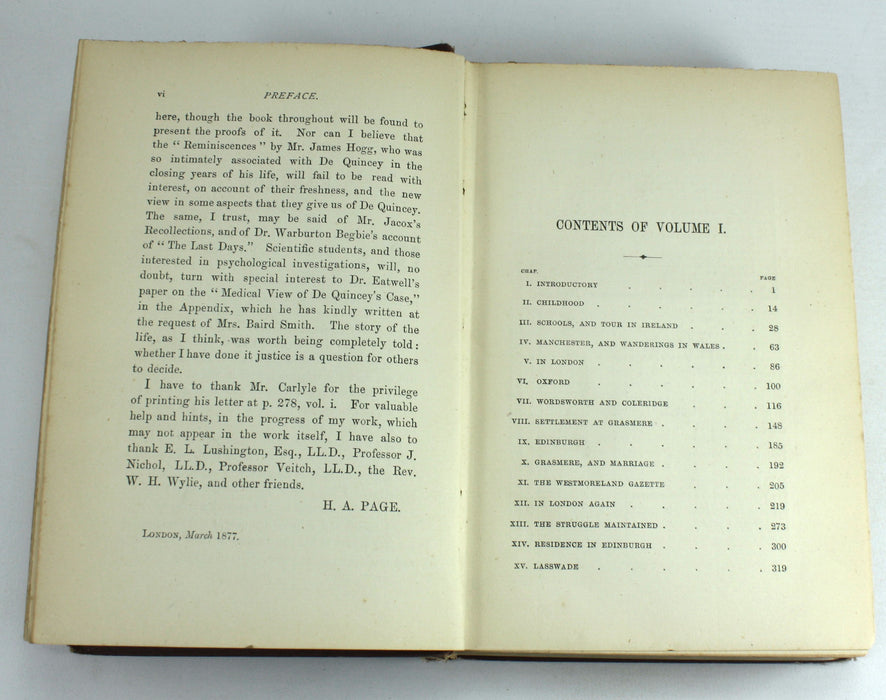 vi PREFACE.
here, though the book throughout will be found to
present the proofs of it. Nor can I believe that
the “ Reminiscences ” by Mr. James Hogg, who was
so intimately associated with De Quincey in the
closing years of his life, will fail to be read with
interest, on account of their freshness, and the new
view in some aspects that they give us of De Quincey.
The same, I trust, may be said of Mr. Jacox's
Recollections, and of Dr. Warburton Begbie's account
of “ The Last Days.” Scientific students, and those
interested in psychological investigations, will, no
doubt, turn with special interest to Dr. Eatwell's
paper on the “ Medical View of De Quincey's Case,”
in the Appendix, which he has kindly written at
the request of Mrs. Baird Smith. The story of the
life, as I think, was worth being completely told :
whether I have done it justice is a question for others
to decide.
I have to thank Mr. Carlyle for the privilege
of printing his letter at p. 278, vol. i. For valuable
help and hints, in the progress of my work, which
may not appear in the work itself, I have also to
thank E. L. Lushington, Esq., LL.D., Professor J.
Nichol, LL.D., Professor Veitch, LL.D., the Rev.
W. H. Wylie, and other friends.
H. A. PAGE.
LONDON, March 1877.
CONTENTS OF VOLUME I.
CHAP. PAGE
I. INTRODUCTORY . . . . . 1
II. CHILDHOOD . . . . . 14
III. SCHOOLS, AND TOUR IN IRELAND . . . 28
IV. MANCHESTER, AND WANDERINGS IN WALES . . 63
V. IN LONDON . . . . . 86
VI. OXFORD . . . . . 100
VII. WORDSWORTH AND COLERIDGE . . . 116
VIII. SETTLEMENT AT GRASMERE . . . . 148
IX. EDINBURGH . . . . . 185
X. GRASMERE, AND MARRIAGE . . . . 192
XI. THE WESTMORELAND GAZETTE . . . 205
XII. IN LONDON AGAIN . . . . 219
XIII. THE STRUGGLE MAINTAINED . . . . 273
XIV. RESIDENCE IN EDINBURGH . . . . 300
XV. LASSWADE . . . . . 319